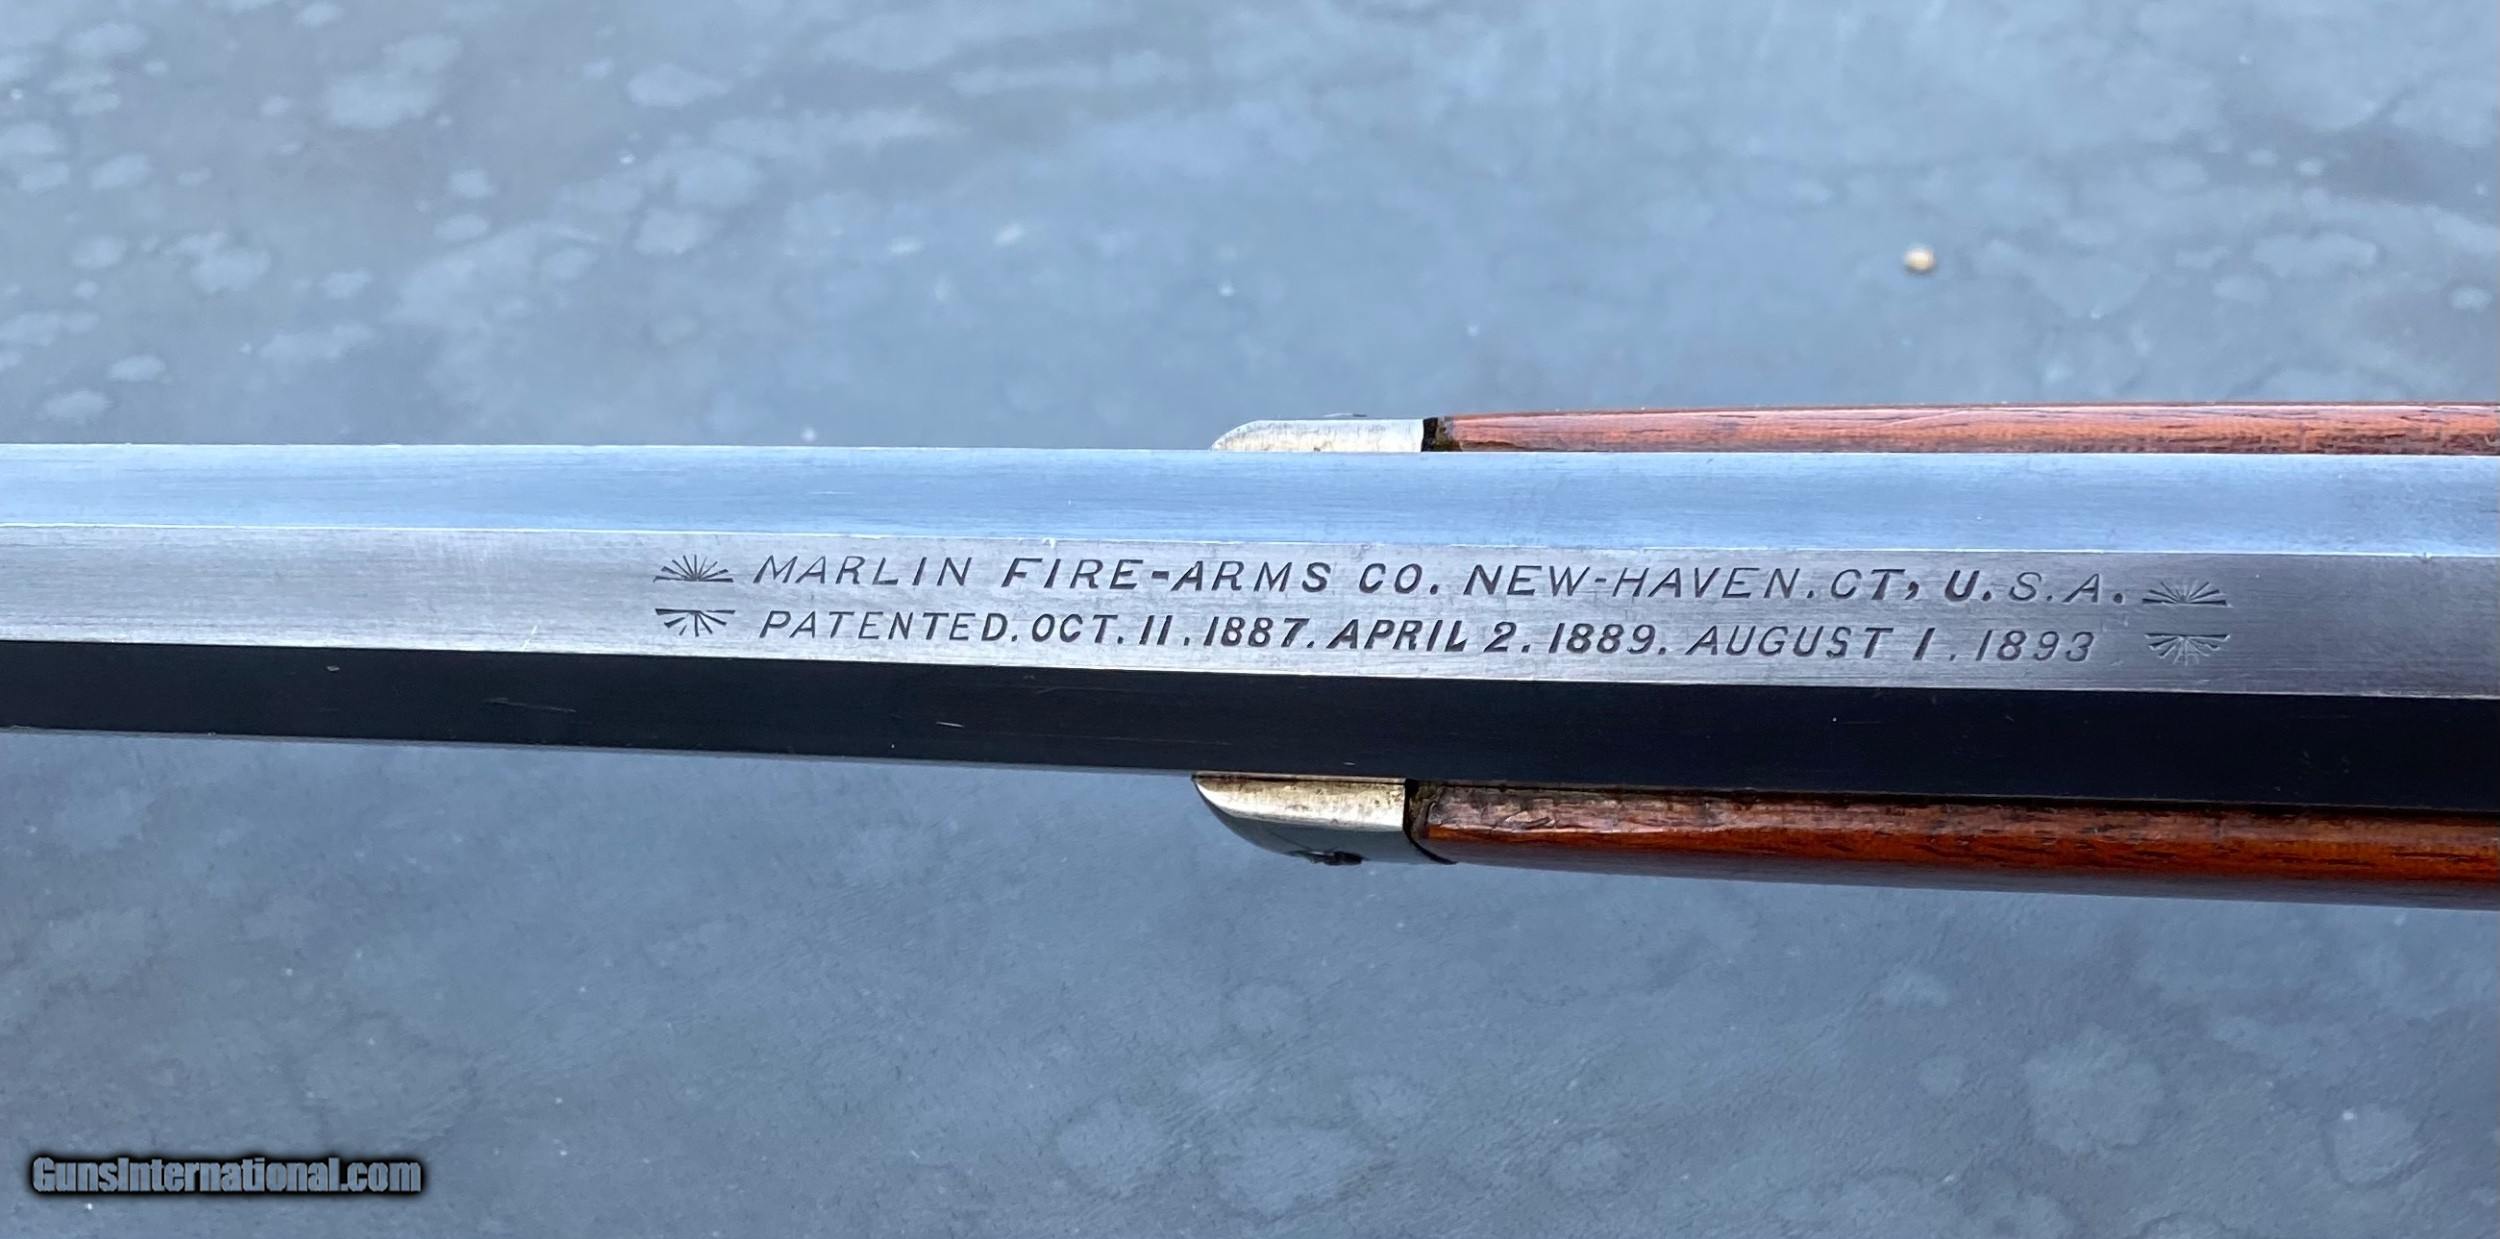 MARLIN FIRE-ARMS CO. NEW-HAVEN. CT, U.S.A.
PATENTED. OCT. 11. 1887. APRIL 2. 1889. AUGUST 1. 1893
GunsInternational.com